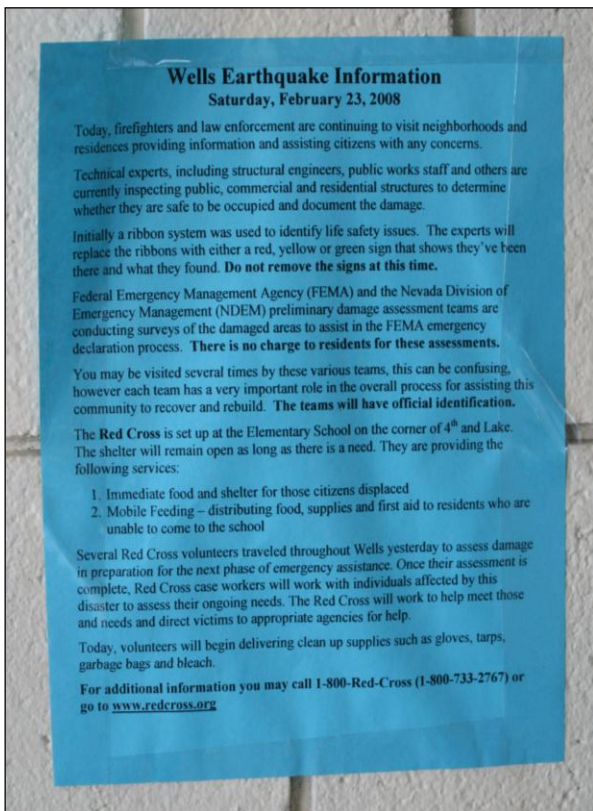 Wells Earthquake Information
Saturday, February 23, 2008
Today, firefighters and law enforcement are continuing to visit neighborhoods and
residences providing information and assisting citizens with any concerns.
Technical experts, including structural engineers, public works staff and others are
currently inspecting public, commercial and residential structures to determine
whether they are safe to be occupied and document the damage.
Initially a ribbon system was used to identify life safety issues. The experts will
replace the ribbons with either a red, yellow or green sign that shows they've been
there and what they found. Do not remove the signs at this time.
Federal Emergency Management Agency (FEMA) and the Nevada Division of
Emergency Management (NDEM) preliminary damage assessment teams are
conducting surveys of the damaged areas to assist in the FEMA emergency
declaration process. There is no charge to residents for these assessments.
You may be visited several times by these various teams, this can be confusing,
however each team has a very important role in the overall process for assisting this
community to recover and rebuild. The teams will have official identification.
The Red Cross is set up at the Elementary School on the corner of 4th and Lake.
The shelter will remain open as long as there is a need. They are providing the
following services:
1. Immediate food and shelter for those citizens displaced
2. Mobile Feeding – distributing food, supplies and first aid to residents who are
unable to come to the school
Several Red Cross volunteers traveled throughout Wells yesterday to assess damage
in preparation for the next phase of emergency assistance. Once their assessment is
complete, Red Cross case workers will work with individuals affected by this
disaster to assess their ongoing needs. The Red Cross will work to help meet those
and needs and direct victims to appropriate agencies for help.
Today, volunteers will begin delivering clean up supplies such as gloves, tarps,
garbage bags and bleach.
For additional information you may call 1-800-Red-Cross (1-800-733-2767) or
go to www.redcross.org